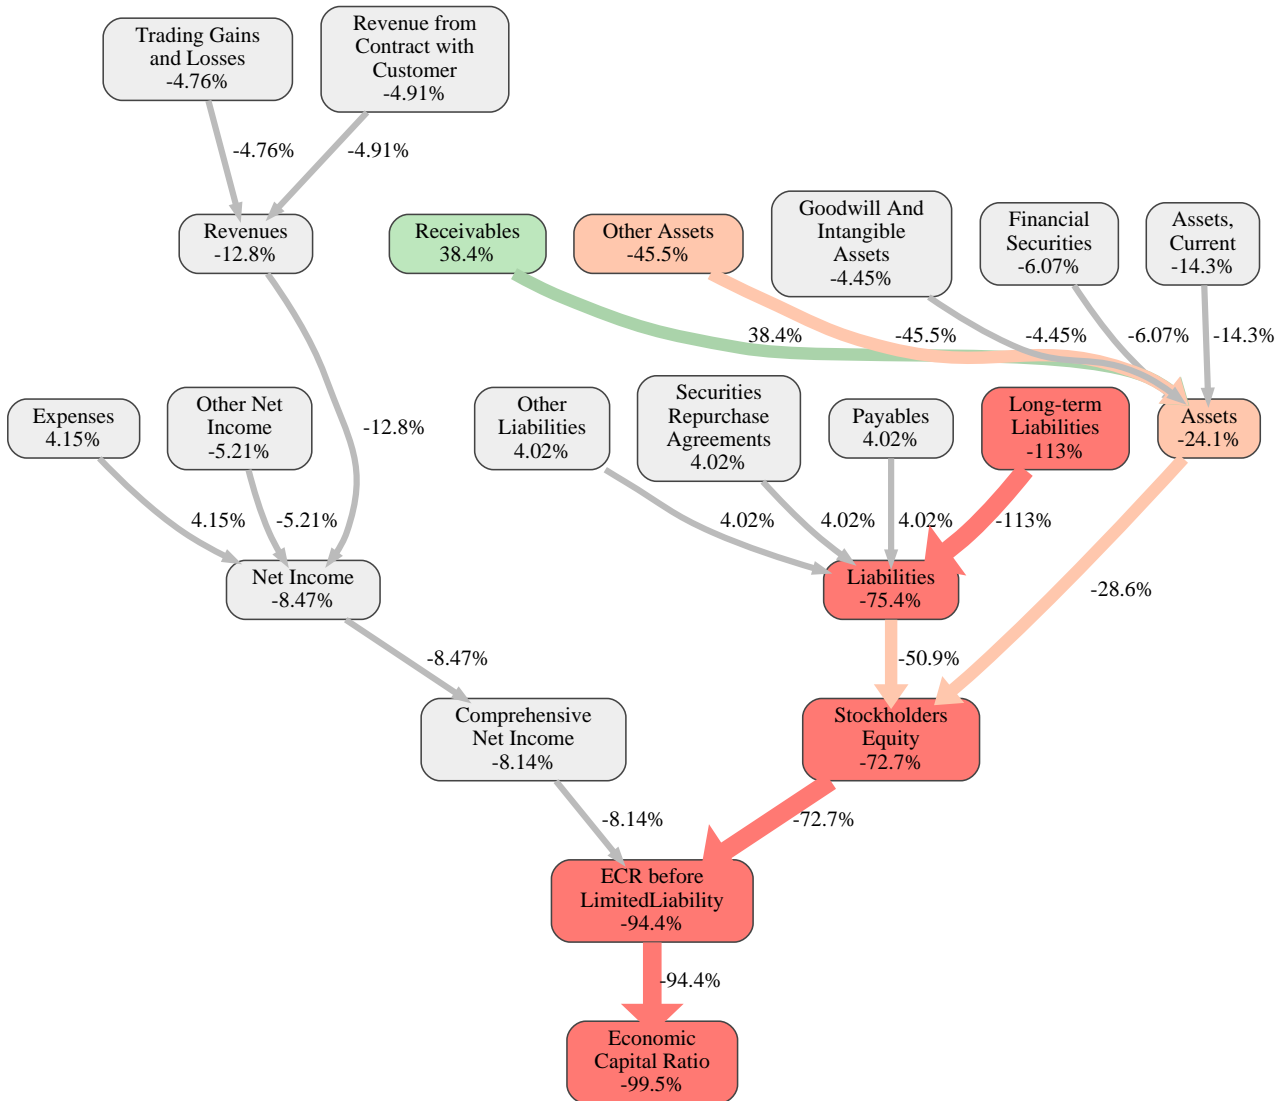 Trading Gains
and Losses
-4.76%
Revenue from
Contract with
Customer
-4.91%
-4.76%
-4.91%
Revenues
-12.8%
Receivables
38.4%
Other Assets
-45.5%
Goodwill And
Intangible
Assets
-4.45%
Financial
Securities
-6.07%
Assets,
Current
-14.3%
38.4%
-45.5%
-4.45%
-6.07%
-14.3%
Expenses
4.15%
Other Net
Income
-5.21%
-12.8%
Other
Liabilities
4.02%
Securities
Repurchase
Agreements
4.02%
Payables
4.02%
Long-term
Liabilities
-113%
Assets
-24.1%
4.15%
-5.21%
4.02%
4.02%
4.02%
-113%
Net Income
-8.47%
Liabilities
-75.4%
-28.6%
-8.47%
-50.9%
Comprehensive
Net Income
-8.14%
Stockholders
Equity
-72.7%
-8.14%
-72.7%
ECR before
LimitedLiability
-94.4%
-94.4%
Economic
Capital Ratio
-99.5%